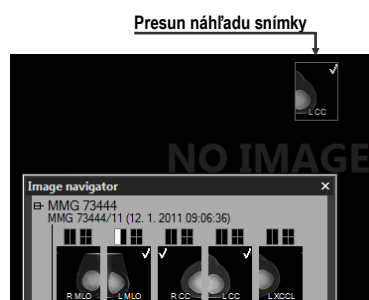 Presun náhľadu snímky
L CC
NO IMAGE
Image navigator ×
MMG 73444
MMG 73444/11 (12. 1. 2011 09:06:36)
R MLO L MLO R CC L CC L XCCL